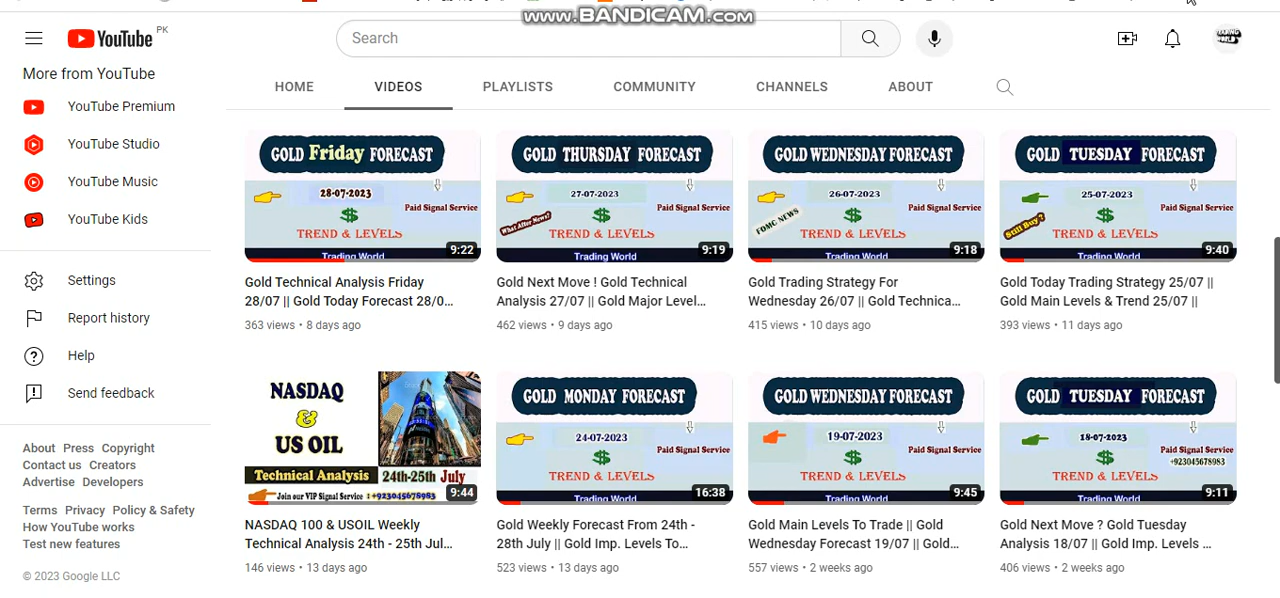 www.BANDICAM.com
YouTube PK
Search
More from YouTube
YouTube Premium
YouTube Studio
YouTube Music
YouTube Kids
Settings
Report history
Help
Send feedback
About Press Copyright
Contact us Creators
Advertise Developers
Terms Privacy Policy & Safety
How YouTube works
Test new features
© 2023 Google LLC
HOME VIDEOS PLAYLISTS COMMUNITY CHANNELS ABOUT
GOLD Friday FORECAST
28-07-2023
Paid Signal Service
$
TREND & LEVELS
Trading World
9:22
Gold Technical Analysis Friday
28/07 || Gold Today Forecast 28/0...
363 views • 8 days ago
GOLD THURSDAY FORECAST
27-07-2023
Paid Signal Service
What After News?
$
TREND & LEVELS
Trading World
9:19
Gold Next Move ! Gold Technical
Analysis 27/07 || Gold Major Level...
462 views • 9 days ago
GOLD WEDNESDAY FORECAST
26-07-2023
Paid Signal Service
FOMC NEWS
$
TREND & LEVELS
Trading World
9:18
Gold Trading Strategy For
Wednesday 26/07 || Gold Technica...
415 views • 10 days ago
GOLD TUESDAY FORECAST
25-07-2023
Paid Signal Service
Still Buy ?
$
TREND & LEVELS
Trading World
9:40
Gold Today Trading Strategy 25/07 ||
Gold Main Levels & Trend 25/07 ||
393 views • 11 days ago
NASDAQ
&
US OIL
Technical Analysis 24th-25th July
Join our VIP Signal Service : +923045678983
9:44
NASDAQ 100 & USOIL Weekly
Technical Analysis 24th - 25th Jul...
146 views • 13 days ago
GOLD MONDAY FORECAST
24-07-2023
Paid Signal Service
$
TREND & LEVELS
Trading World
16:38
Gold Weekly Forecast From 24th -
28th July || Gold Imp. Levels To...
523 views • 13 days ago
GOLD WEDNESDAY FORECAST
19-07-2023
Paid Signal Service
$
TREND & LEVELS
Trading World
9:45
Gold Main Levels To Trade || Gold
Wednesday Forecast 19/07 || Gold...
557 views • 2 weeks ago
GOLD TUESDAY FORECAST
18-07-2023
Paid Signal Service
+923045678983
$
TREND & LEVELS
Trading World
9:11
Gold Next Move ? Gold Tuesday
Analysis 18/07 || Gold Imp. Levels ...
406 views • 2 weeks ago